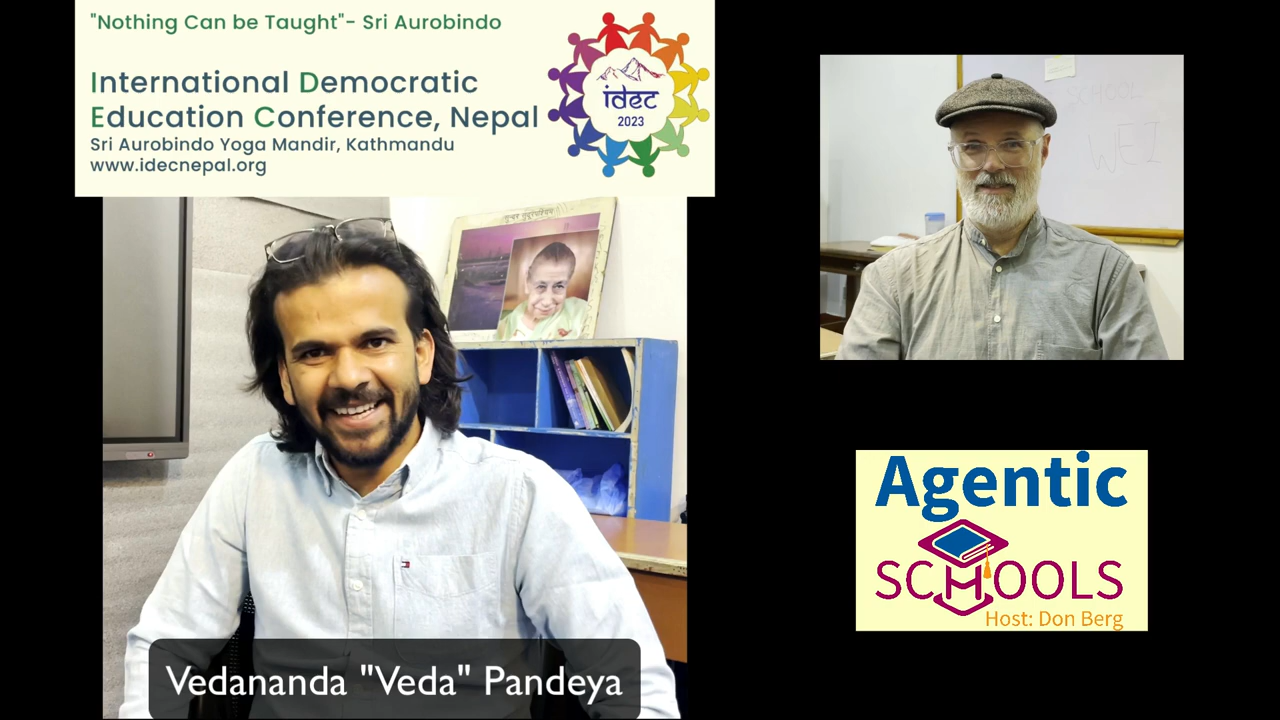 "Nothing Can be Taught"- Sri Aurobindo
International Democratic
Education Conference, Nepal
Sri Aurobindo Yoga Mandir, Kathmandu
www.idecnepal.org
idec
2023
WEI
Agentic
SCHOOLS
Host: Don Berg
Vedananda "Veda" Pandeya